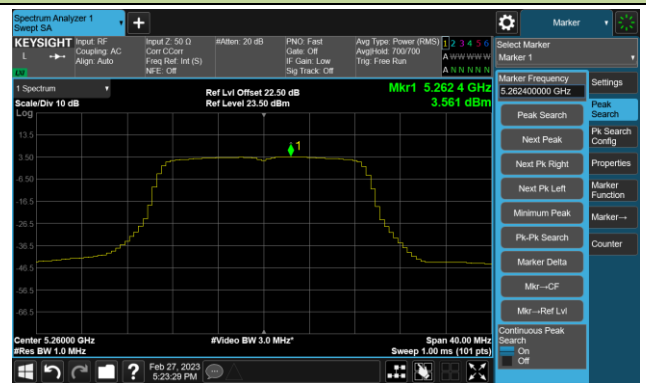 Spectrum Analyzer 1
Swept SA
Marker
KEYSIGHT
L
LW
Input: RF
Coupling: AC
Align: Auto
Input Z: 50 Ω
Corr CCorr
Freq Ref: Int (S)
NFE: Off
#Atten: 20 dB
PNO: Fast
Gate: Off
IF Gain: Low
Sig Track: Off
Avg Type: Power (RMS)
Avg|Hold: 700/700
Trig: Free Run
1 2 3 4 5 6
A W W W W W
A N N N N N
Select Marker
Marker 1
1 Spectrum
Scale/Div 10 dB
Log
Ref Lvl Offset 22.50 dB
Ref Level 23.50 dBm
Mkr1 5.262 4 GHz
3.561 dBm
Marker Frequency
5.262400000 GHz
Settings
Peak Search
Next Peak
Next Pk Right
Next Pk Left
Minimum Peak
Pk-Pk Search
Marker Delta
Mkr→CF
Mkr→Ref Lvl
Continuous Peak
Search
On
Off
Peak
Search
Pk Search
Config
Properties
Marker
Function
Marker→
Counter
13.5
3.50
-6.50
-16.5
-26.5
-36.5
-46.5
-56.5
-66.5
1
Center 5.26000 GHz
#Res BW 1.0 MHz
#Video BW 3.0 MHz*
Span 40.00 MHz
Sweep 1.00 ms (101 pts)
?
Feb 27, 2023
5:23:29 PM